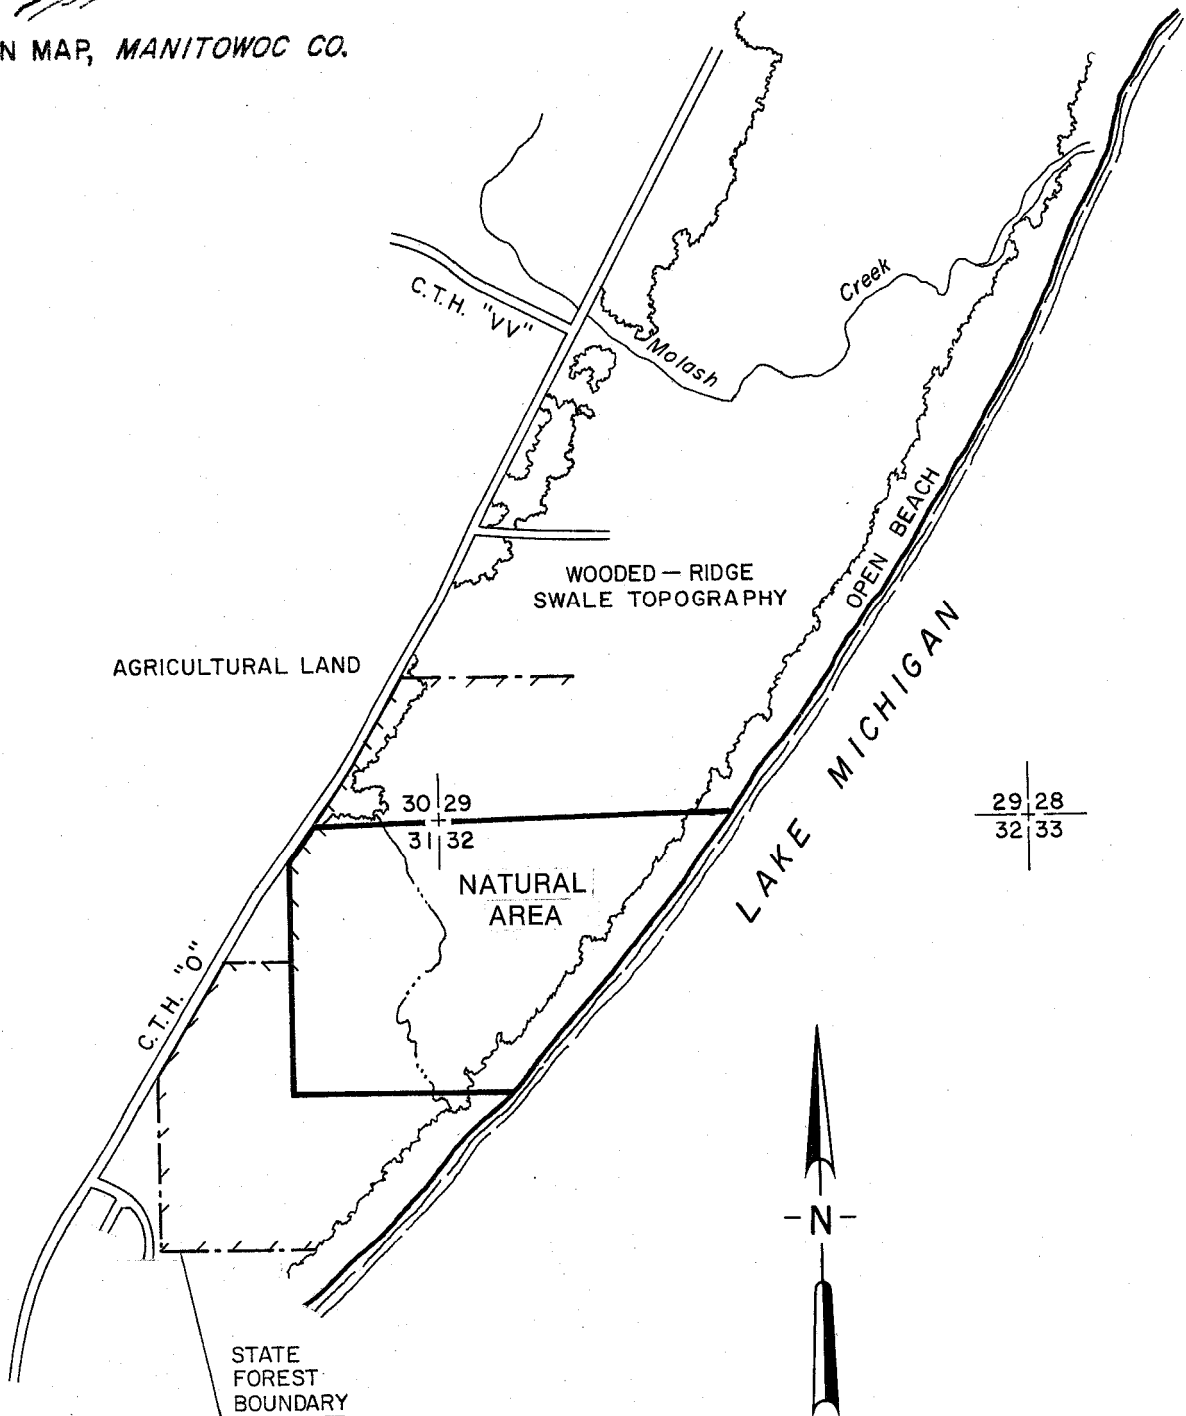 N MAP, MANITOWOC CO.
C.T.H. "VV"
Creek
Molash
OPEN BEACH
WOODED — RIDGE
SWALE TOPOGRAPHY
AGRICULTURAL LAND
LAKE MICHIGAN
30 29
31 32
29 28
32 33
NATURAL
AREA
C.T.H. "O"
-N-
STATE
FOREST
BOUNDARY